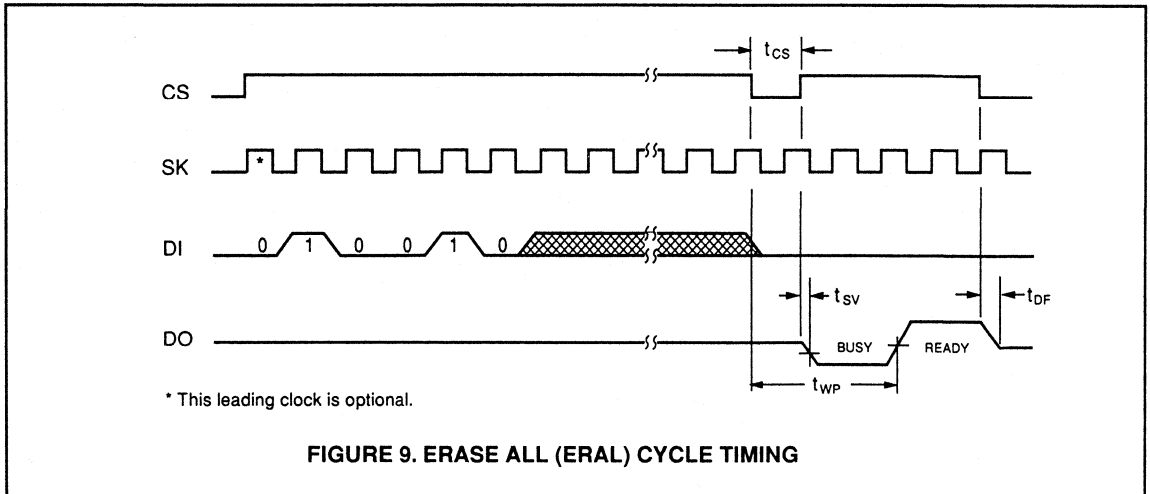 tCS
CS
SK *
DI 0 1 0 0 1 0
tSV tDF
DO BUSY READY
tWP
* This leading clock is optional.
FIGURE 9. ERASE ALL (ERAL) CYCLE TIMING